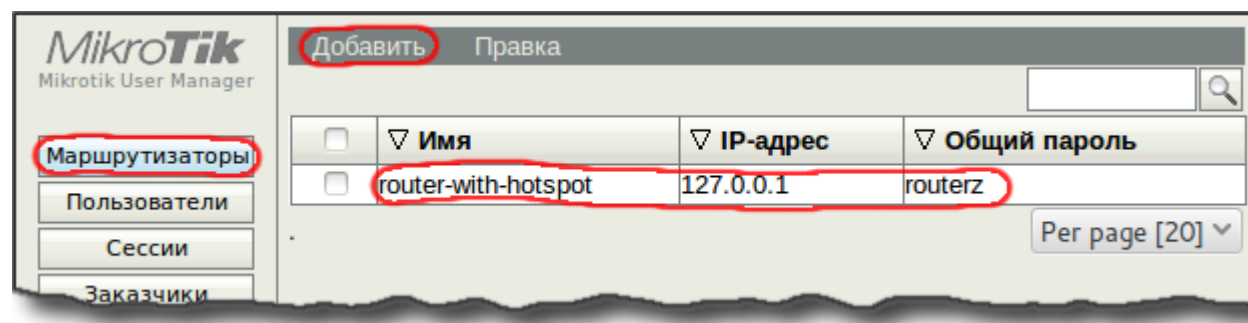 MikroTik
Mikrotik User Manager
Добавить Правка
Маршрутизаторы
Пользователи
Сессии
Заказчики
▽ Имя ▽ IP-адрес ▽ Общий пароль
router-with-hotspot 127.0.0.1 routerz
.
Per page [20]